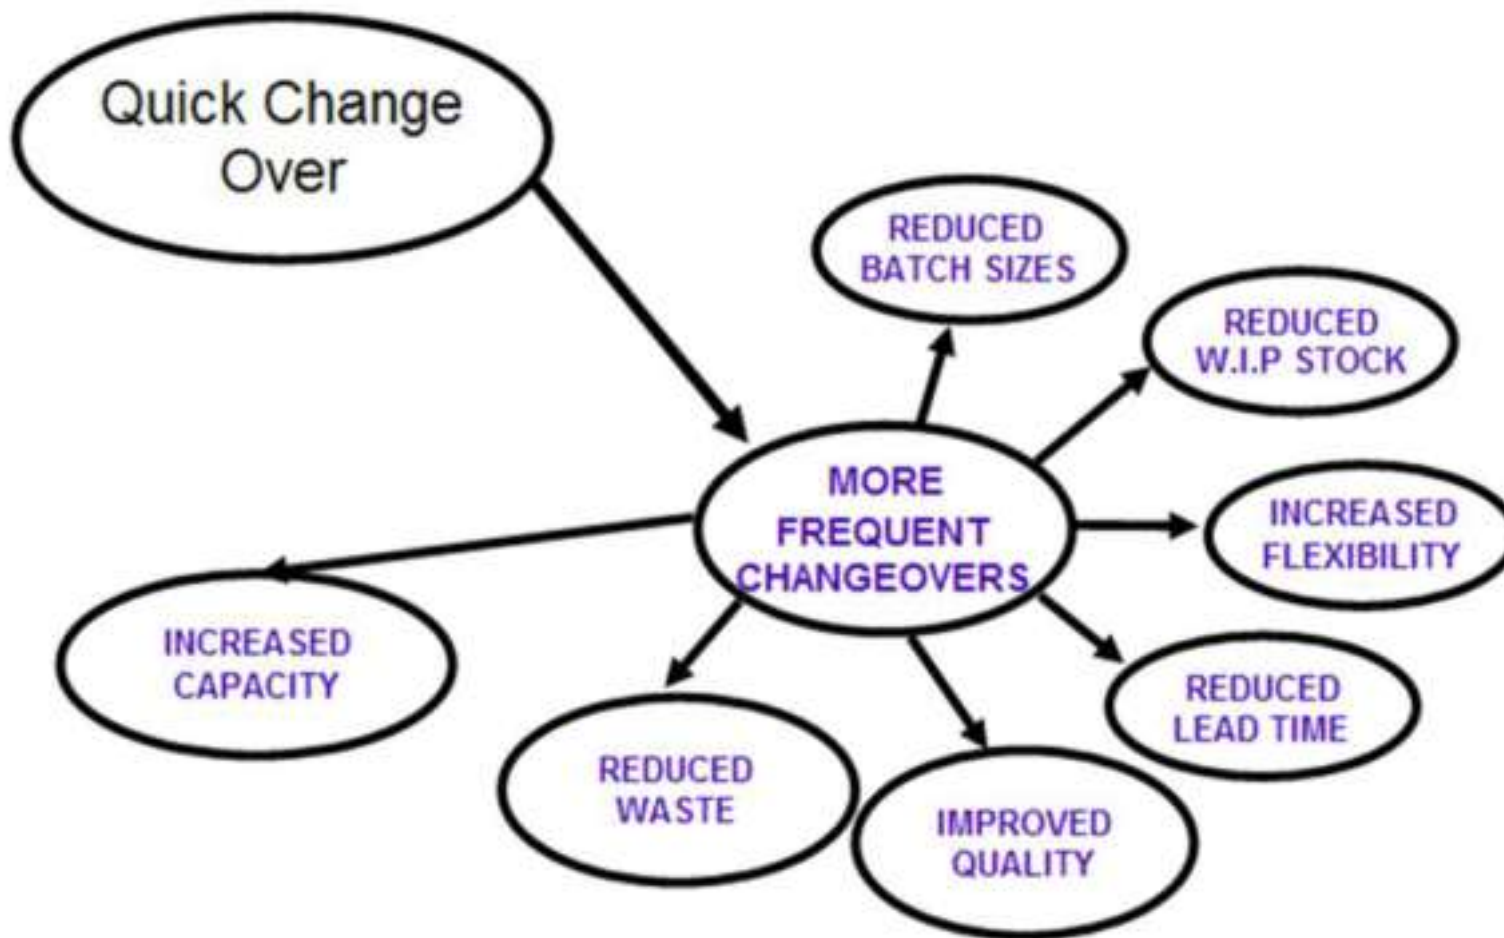 Quick Change
Over
REDUCED
BATCH SIZES
REDUCED
W.I.P STOCK
MORE
FREQUENT
CHANGEOVERS
INCREASED
FLEXIBILITY
INCREASED
CAPACITY
REDUCED
LEAD TIME
REDUCED
WASTE
IMPROVED
QUALITY